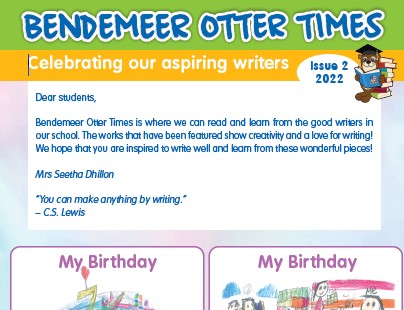 BENDEMEER OTTER TIMES
Celebrating our aspiring writers
Issue 2
2022
Dear students,
Bendemeer Otter Times is where we can read and learn from the good writers in
our school. The works that have been featured show creativity and a love for writing!
We hope that you are inspired to write well and learn from these wonderful pieces!
Mrs Seetha Dhillon
"You can make anything by writing."
– C.S. Lewis
My Birthday
My Birthday
7
Me